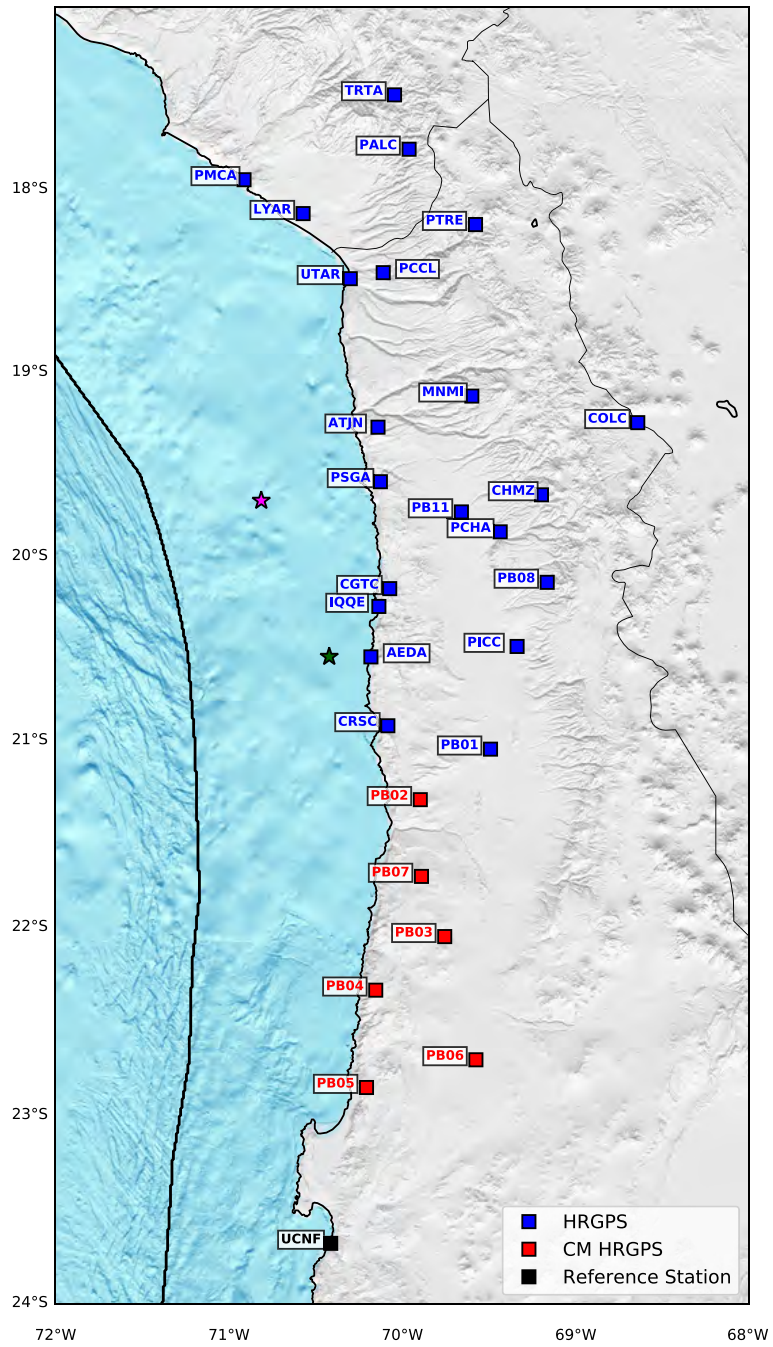 TRTA
PALC
18°S
PMCA
LYAR
PTRE
UTAR
PCCL
19°S
MNMI
COLC
ATJN
PSGA
CHMZ
PB11
PCHA
20°S
CGTC
PB08
IQQE
PICC
AEDA
CRSC
21°S
PB01
PB02
PB07
22°S
PB03
PB04
PB06
PB05
23°S
HRGPS
UCNF
CM HRGPS
Reference Station
24°S
72°W
71°W
70°W
69°W
68°W